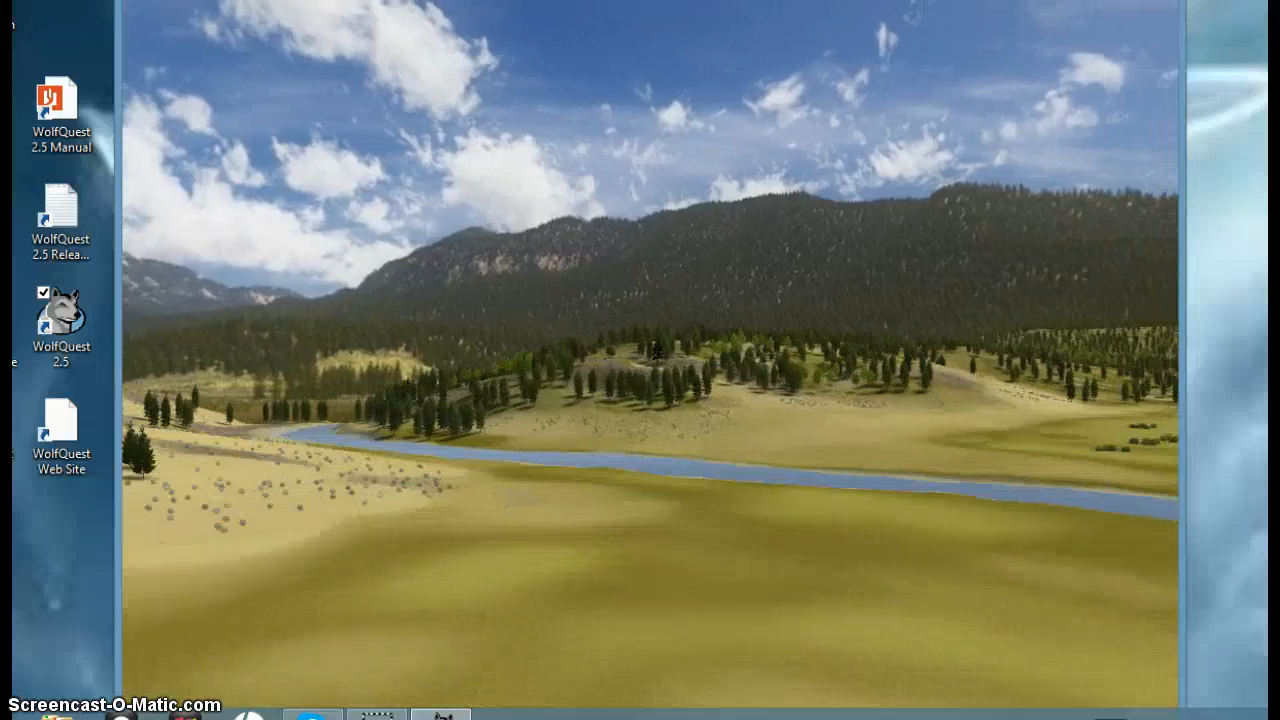 WolfQuest
2.5 Manual
WolfQuest
2.5 Relea...
WolfQuest
2.5
WolfQuest
Web Site
Screencast-O-Matic.com